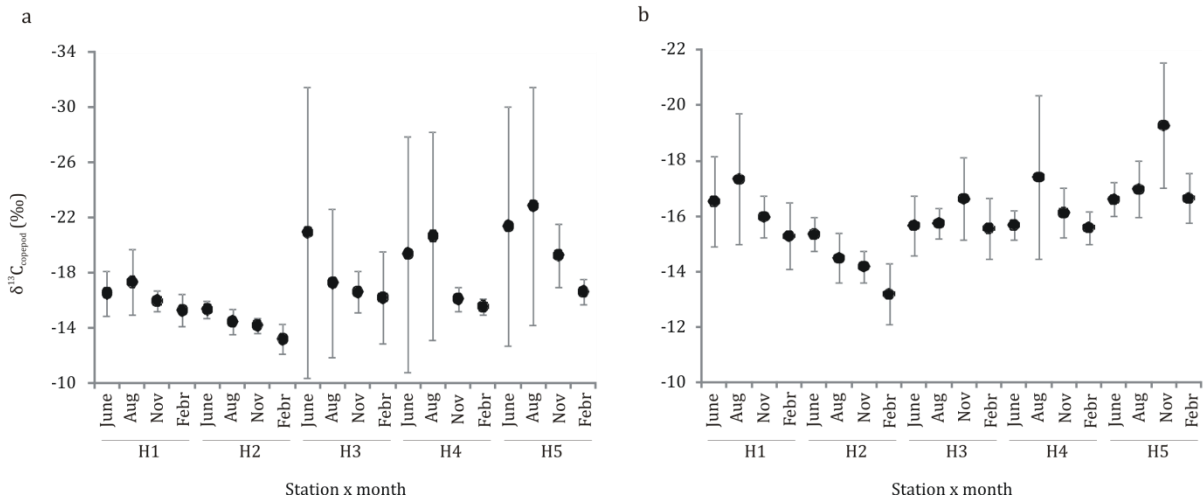 a
δ¹³C_copepod (‰)
-34
-30
-26
-22
-18
-14
-10
June Aug Nov Febr June Aug Nov Febr June Aug Nov Febr June Aug Nov Febr June Aug Nov Febr
H1 H2 H3 H4 H5
Station x month
b
-22
-20
-18
-16
-14
-12
-10
June Aug Nov Febr June Aug Nov Febr June Aug Nov Febr June Aug Nov Febr June Aug Nov Febr
H1 H2 H3 H4 H5
Station x month